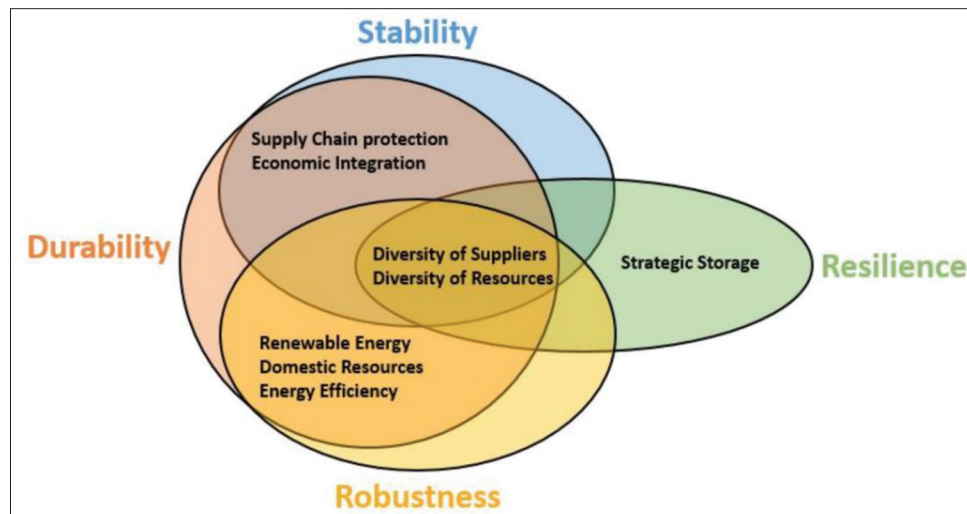 Stability
Supply Chain protection
Economic Integration
Durability
Diversity of Suppliers
Diversity of Resources
Strategic Storage
Resilience
Renewable Energy
Domestic Resources
Energy Efficiency
Robustness